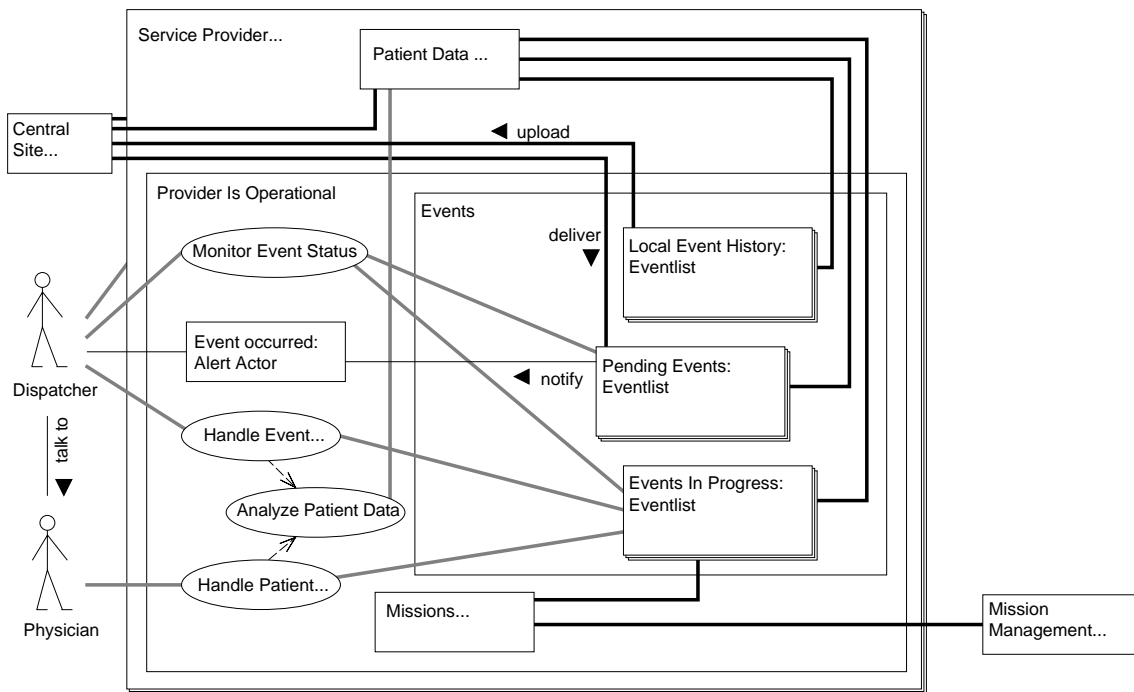 Service Provider...
Patient Data ...
Central
Site...
upload
Provider Is Operational
Events
Monitor Event Status
deliver
Local Event History:
Eventlist
Event occurred:
Alert Actor
Pending Events:
Eventlist
notify
Dispatcher
talk to
Handle Event...
Events In Progress:
Eventlist
Analyze Patient Data
Handle Patient...
Physician
Missions...
Mission
Management...